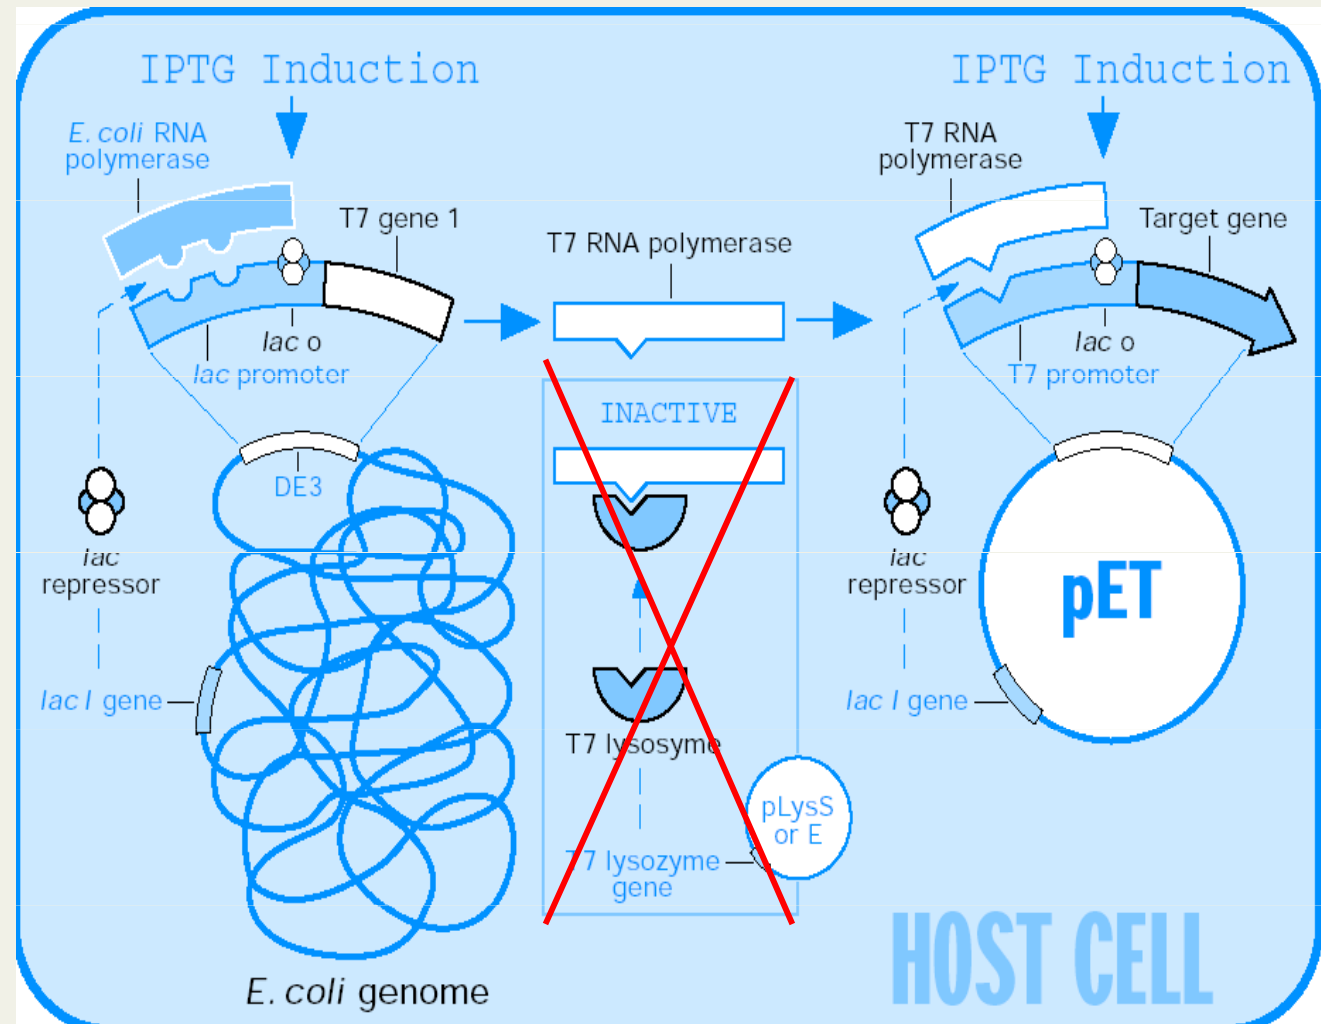 IPTG Induction
E. coli RNA
polymerase
T7 gene 1
lac o
lac promoter
DE3
lac
repressor
lac I gene
E. coli genome
T7 RNA polymerase
INACTIVE
T7 lysosyme
T7 lysozyme
gene
pLysS
or E
IPTG Induction
T7 RNA
polymerase
Target gene
lac o
T7 promoter
lac
repressor
lac I gene
pET
HOST CELL